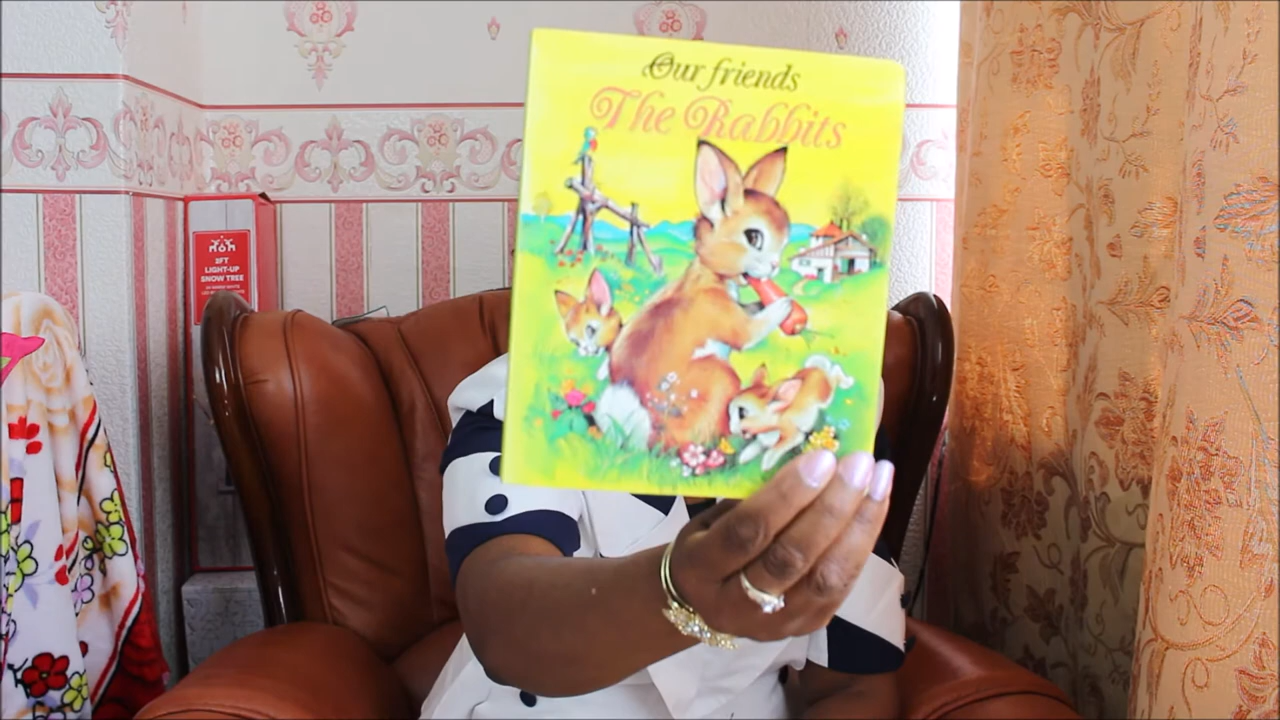 Our friends
The Rabbits
2FT
LIGHT-UP
SNOW TREE